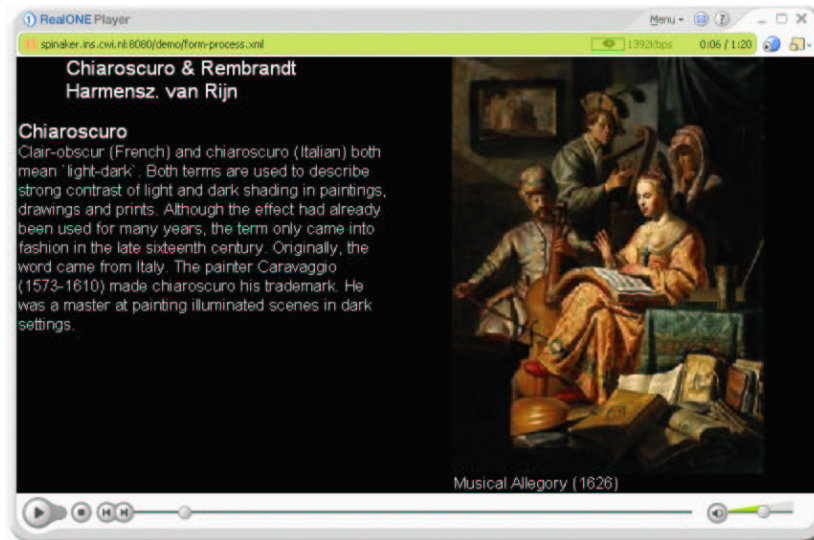 RealONE Player
Menu
spinaker.ins.cwi.nl:8080/demo/form-process.xml
1392Kbps
0:06 / 1:20
Chiaroscuro & Rembrandt
Harmensz. van Rijn
Chiaroscuro
Clair-obscur (French) and chiaroscuro (Italian) both
mean `light-dark`. Both terms are used to describe
strong contrast of light and dark shading in paintings,
drawings and prints. Although the effect had already
been used for many years, the term only came into
fashion in the late sixteenth century. Originally, the
word came from Italy. The painter Caravaggio
(1573-1610) made chiaroscuro his trademark. He
was a master at painting illuminated scenes in dark
settings.
Musical Allegory (1626)